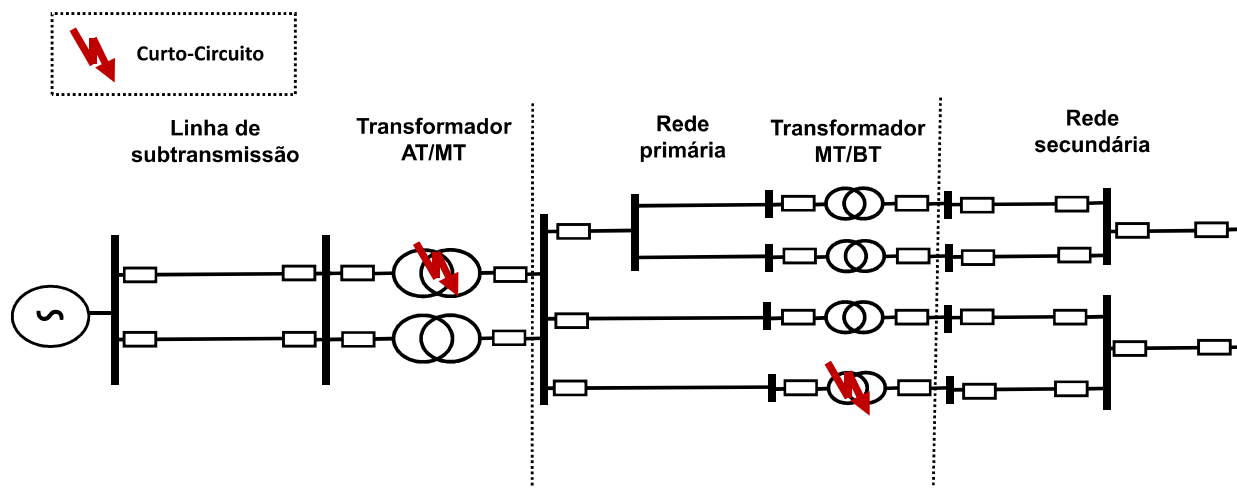 Curto-Circuito
Linha de
subtransmissão
Transformador
AT/MT
Rede
primária
Transformador
MT/BT
Rede
secundária